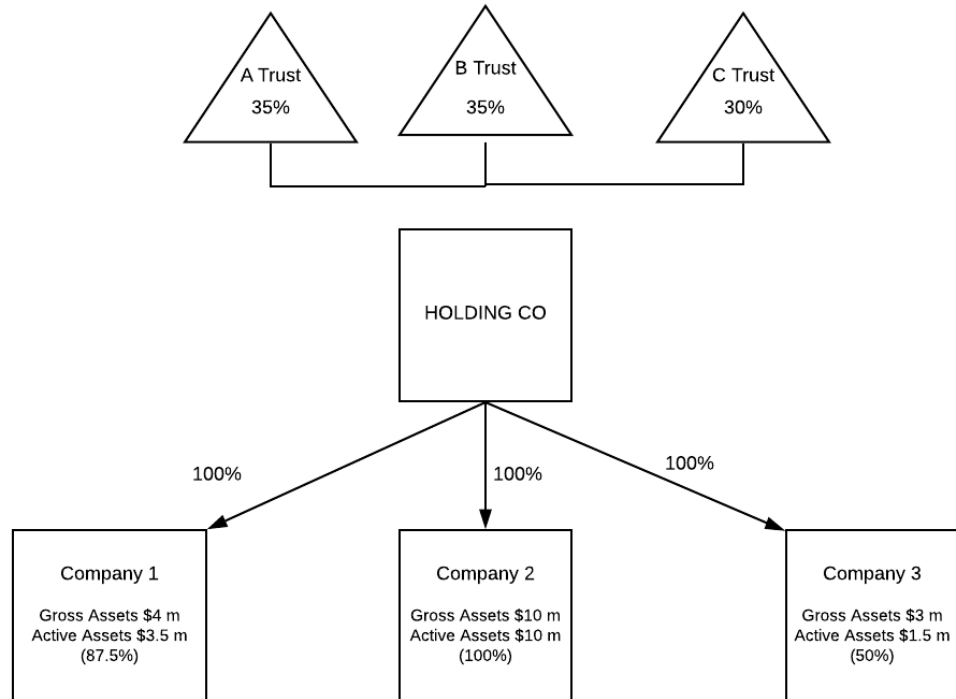 A Trust
35%
B Trust
35%
C Trust
30%
HOLDING CO
100%
100%
100%
Company 1
Gross Assets $4 m
Active Assets $3.5 m
(87.5%)
Company 2
Gross Assets $10 m
Active Assets $10 m
(100%)
Company 3
Gross Assets $3 m
Active Assets $1.5 m
(50%)